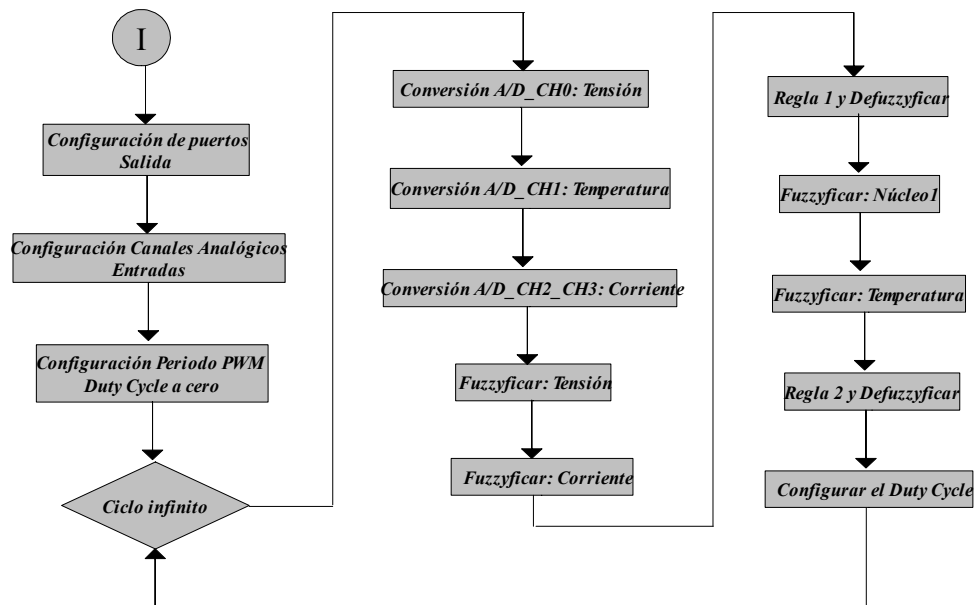 I
Configuración de puertos
Salida
Configuración Canales Analógicos
Entradas
Configuración Periodo PWM
Duty Cycle a cero
Ciclo infinito
Conversión A/D_CH0: Tensión
Conversión A/D_CH1: Temperatura
Conversión A/D_CH2_CH3: Corriente
Fuzzyficar: Tensión
Fuzzyficar: Corriente
Regla 1 y Defuzzyficar
Fuzzyficar: Núcleo1
Fuzzyficar: Temperatura
Regla 2 y Defuzzyficar
Configurar el Duty Cycle